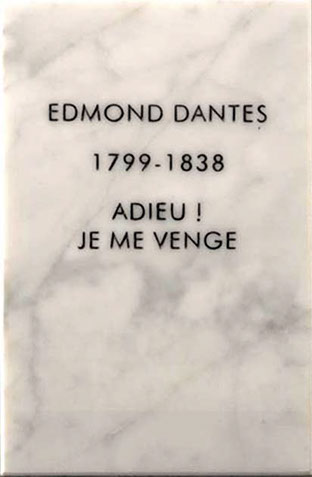 EDMOND DANTES
1799-1838
ADIEU !
JE ME VENGE